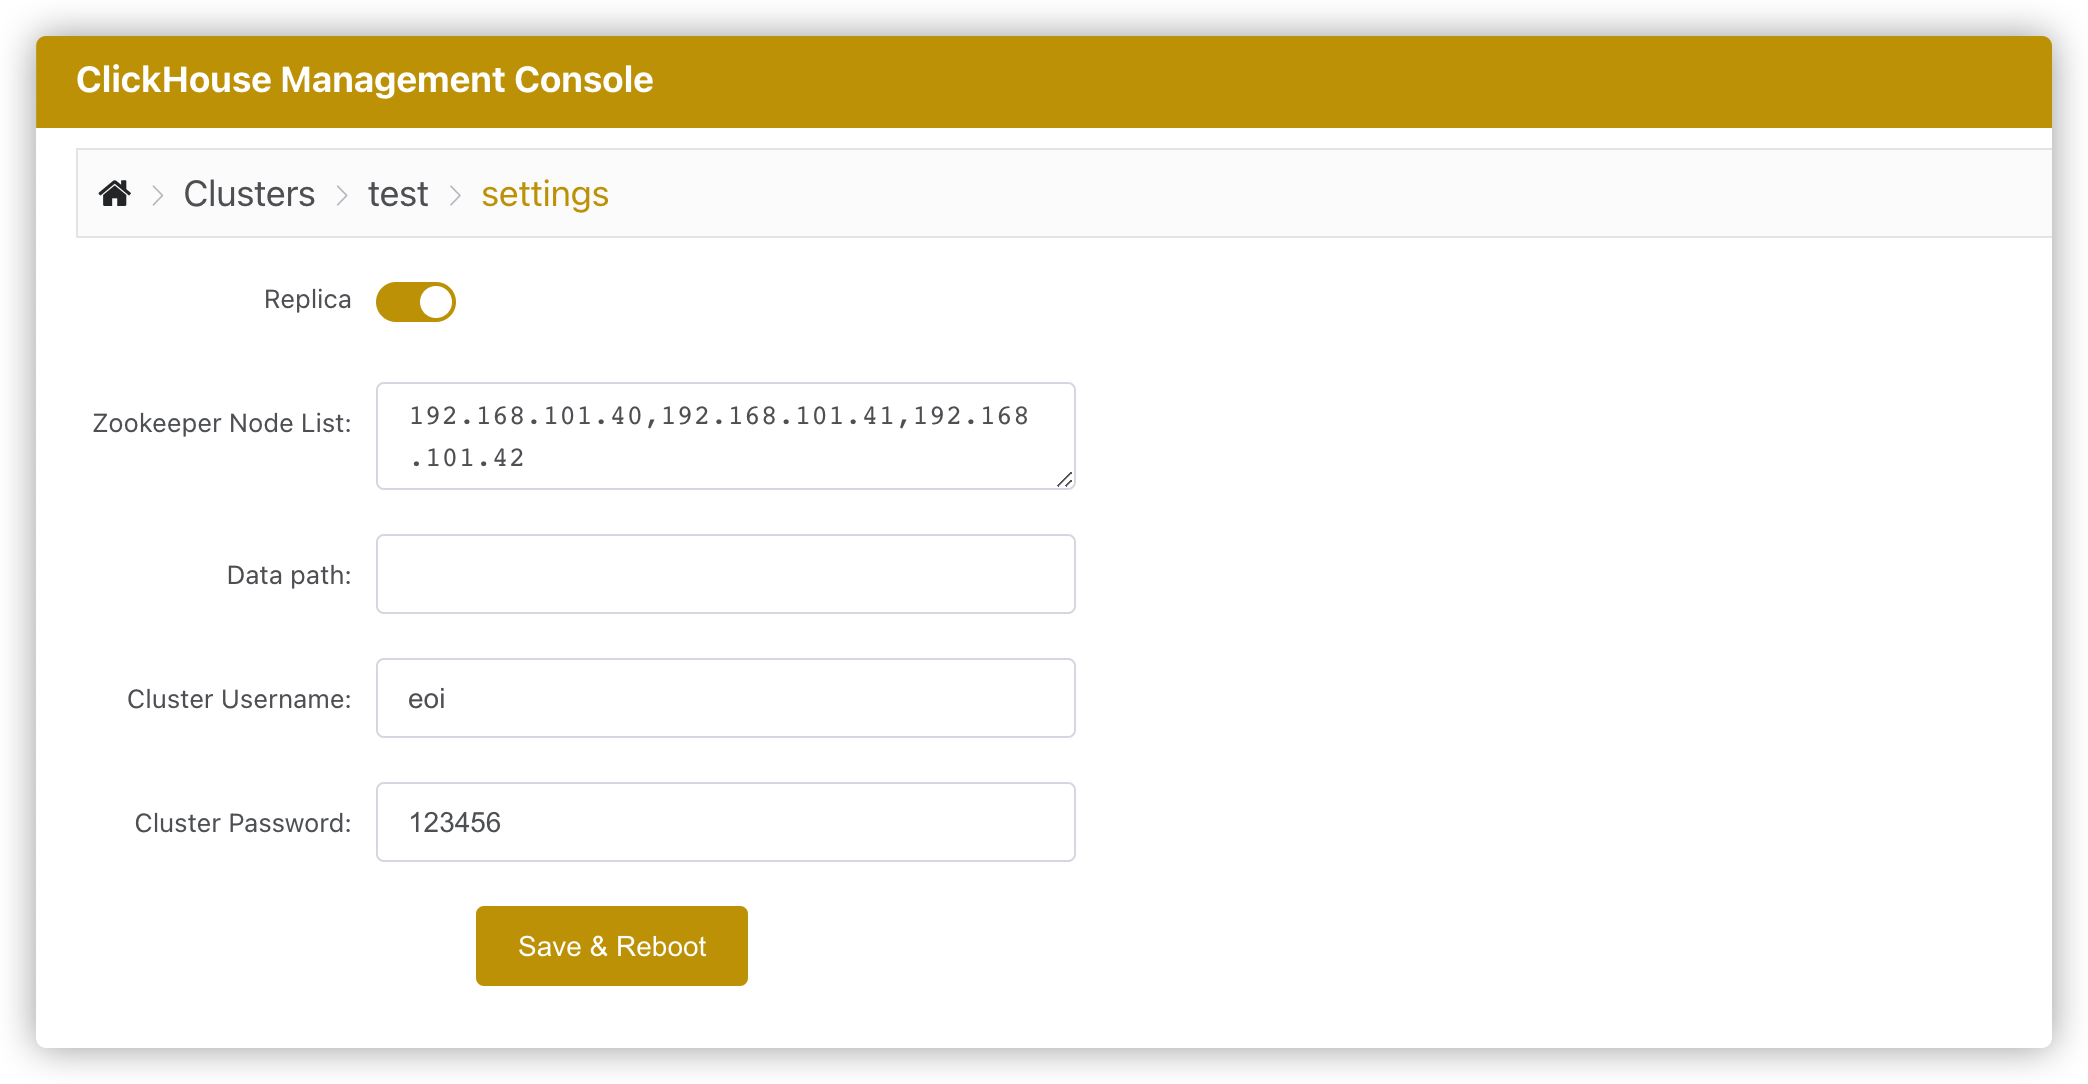 ClickHouse Management Console
Clusters > test > settings
Replica
Zookeeper Node List:
192.168.101.40,192.168.101.41,192.168
.101.42
Data path:
Cluster Username:
eoi
Cluster Password:
123456
Save & Reboot